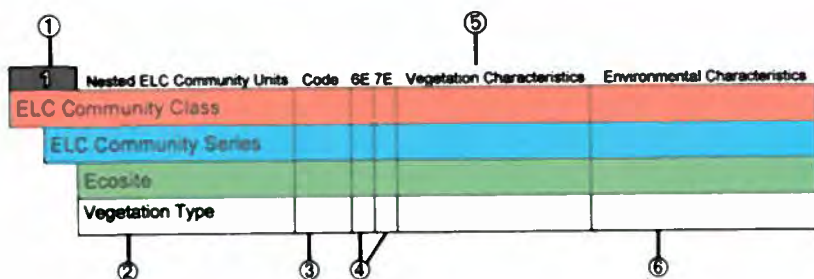 ① ⑤
1 Nested ELC Community Units Code 6E 7E Vegetation Characteristics Environmental Characteristics
ELC Community Class
ELC Community Series
Ecosite
Vegetation Type
② ③ ④ ⑥